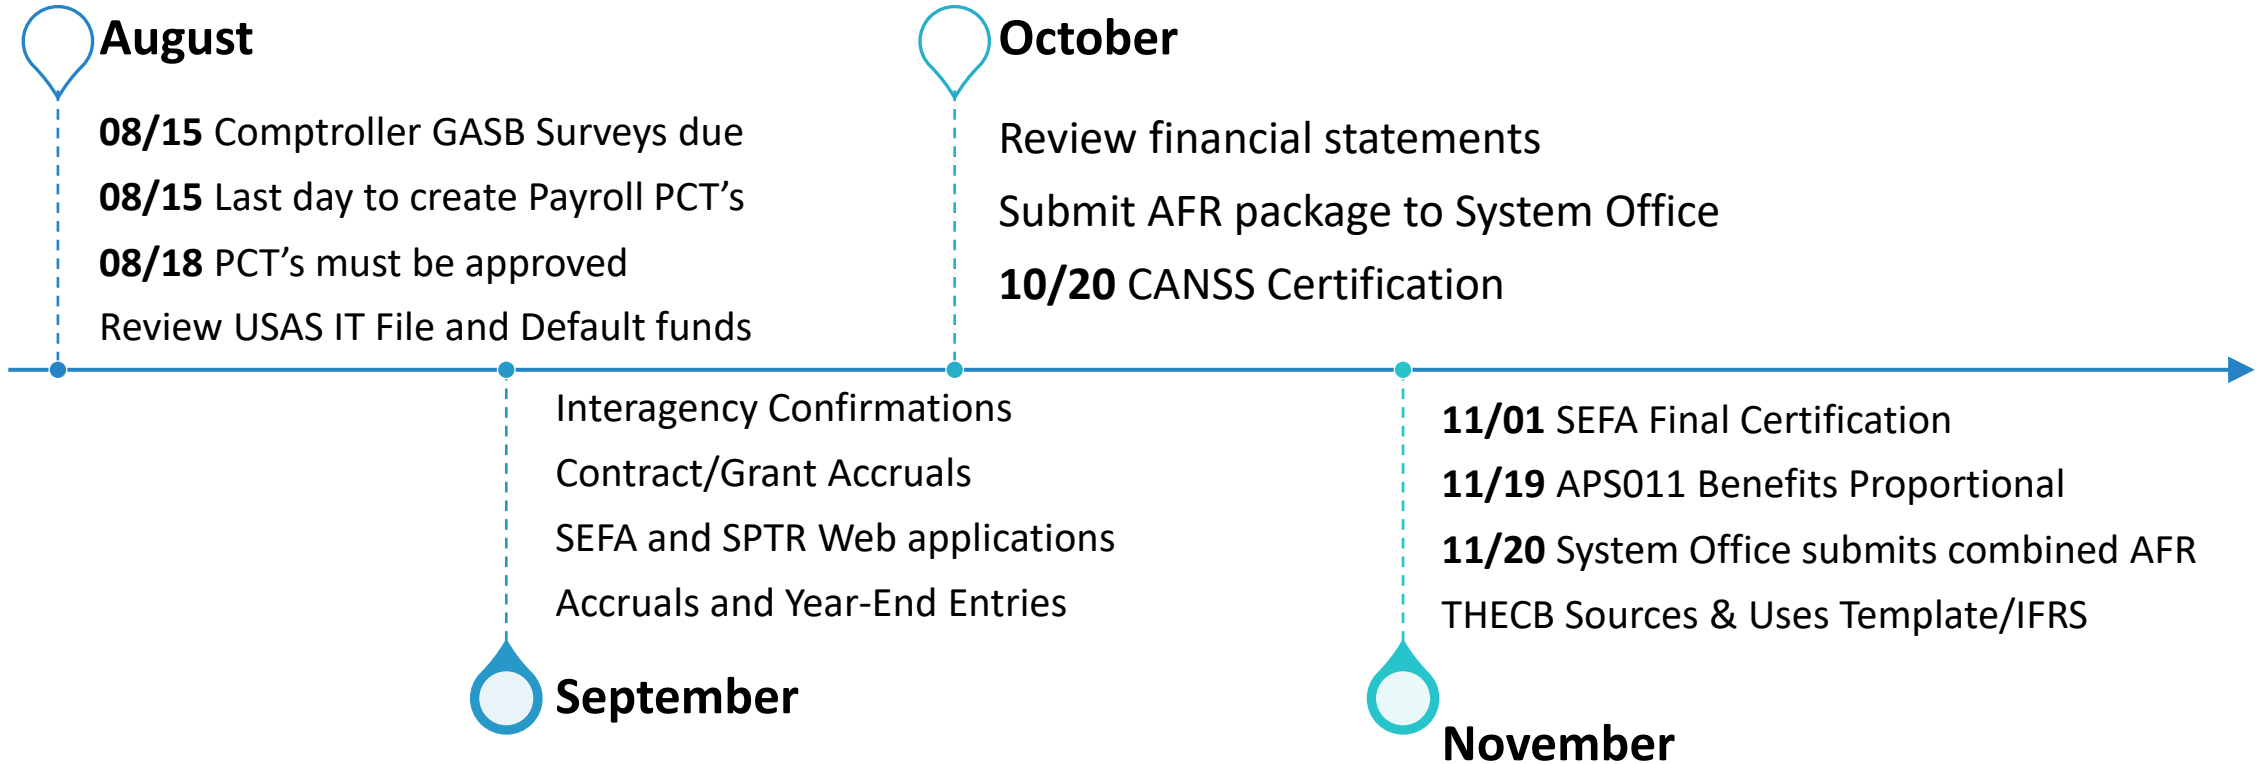 August
08/15 Comptroller GASB Surveys due
08/15 Last day to create Payroll PCT’s
08/18 PCT’s must be approved
Review USAS IT File and Default funds
Interagency Confirmations
Contract/Grant Accruals
SEFA and SPTR Web applications
Accruals and Year-End Entries
September
October
Review financial statements
Submit AFR package to System Office
10/20 CANSS Certification
11/01 SEFA Final Certification
11/19 APS011 Benefits Proportional
11/20 System Office submits combined AFR
THECB Sources & Uses Template/IFRS
November